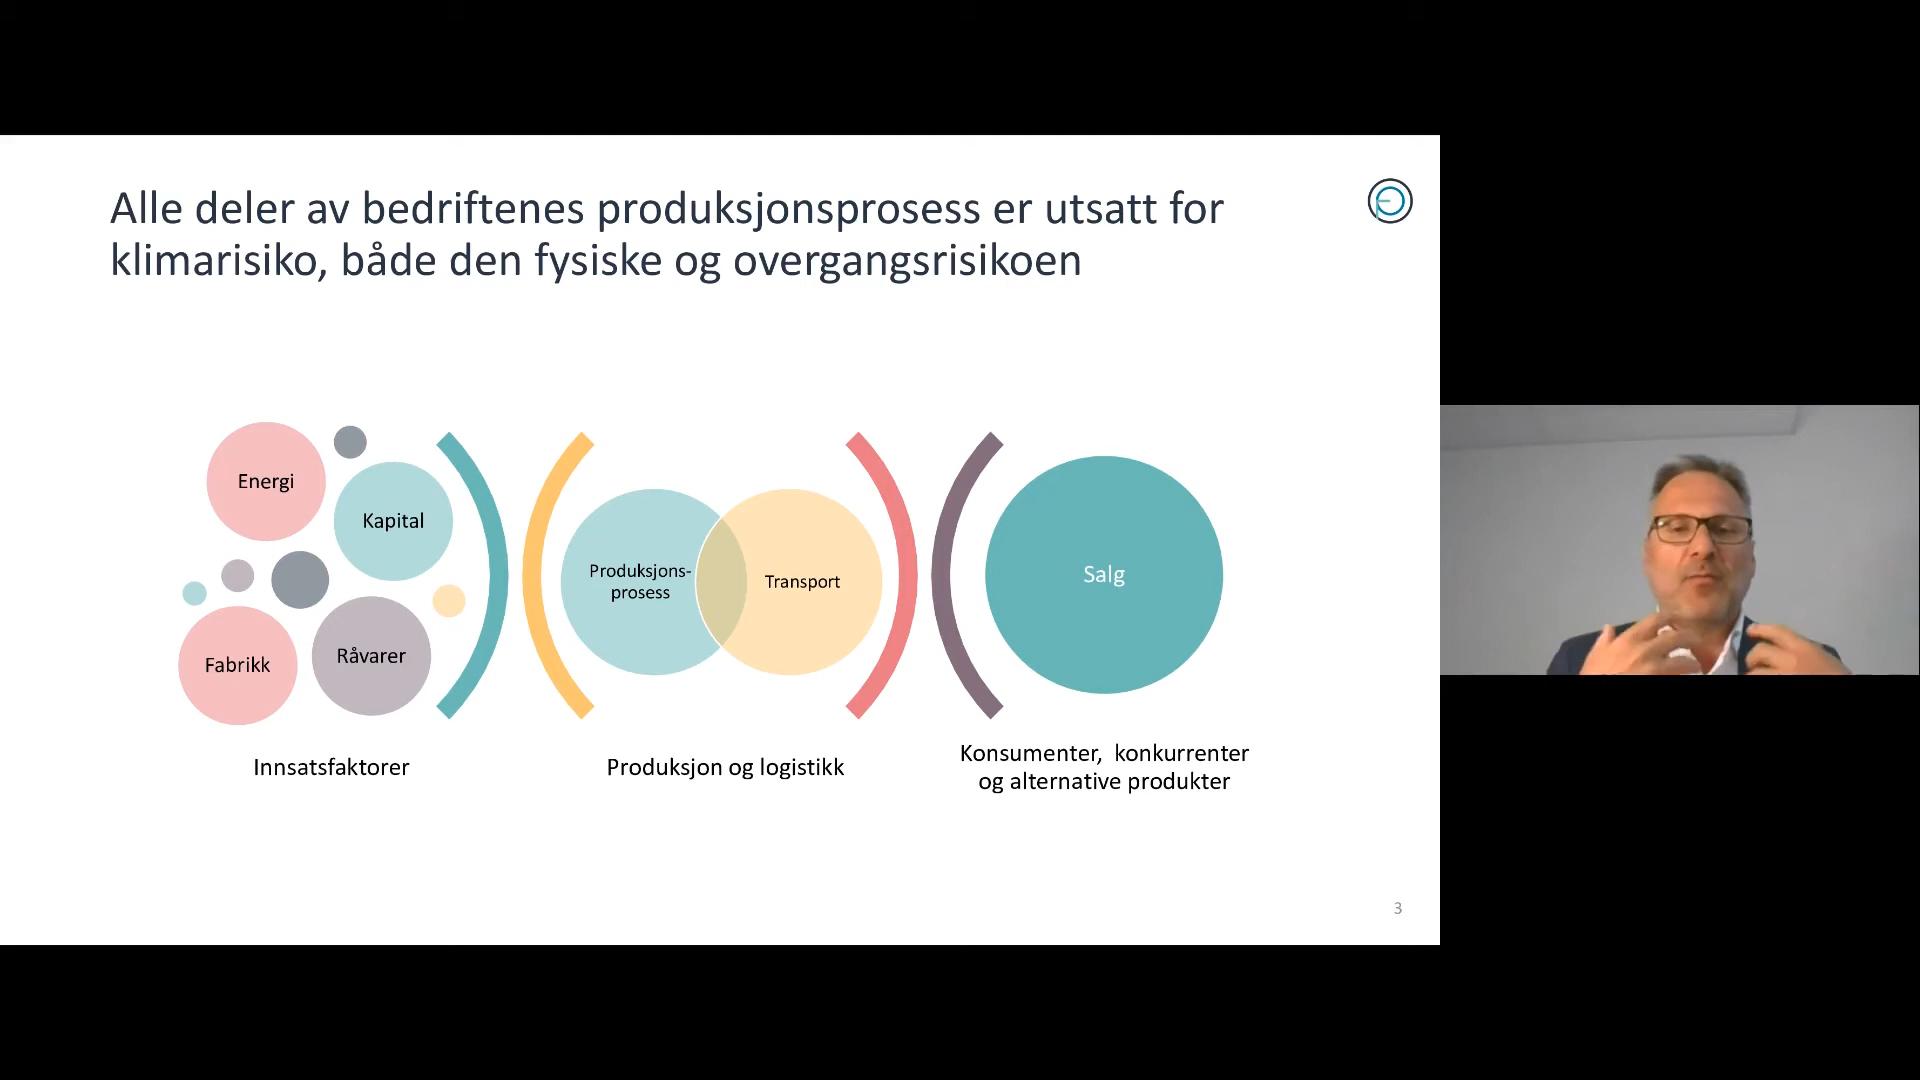 Alle deler av bedriftenes produksjonsprosess er utsatt for
klimarisiko, både den fysiske og overgangsrisikoen
Energi
Kapital
Fabrikk
Råvarer
Innsatsfaktorer
Produksjons-
prosess
Transport
Produksjon og logistikk
Salg
Konsumenter, konkurrenter
og alternative produkter
3